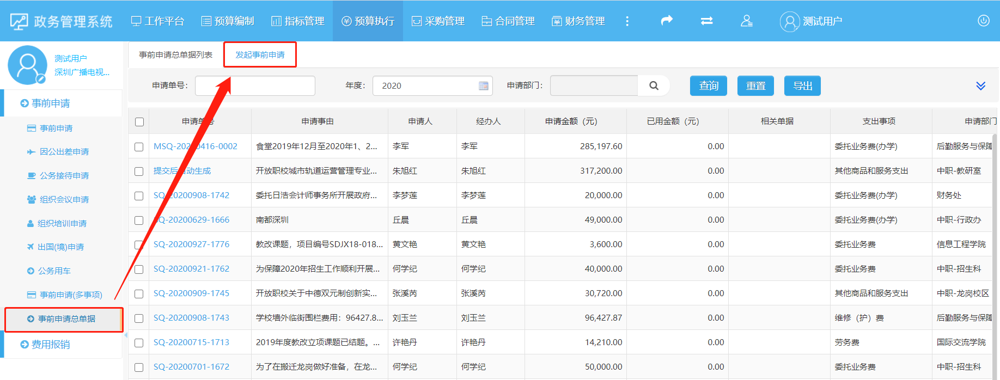 政务管理系统 工作平台 预算编制 指标管理 预算执行 采购管理 合同管理 财务管理 测试用户
测试用户
深圳广播电视...
事前申请
事前申请
因公出差申请
公务接待申请
组织会议申请
组织培训申请
出国(境)申请
公务用车
事前申请(多事项)
事前申请总单据
费用报销
事前申请总单据列表 发起事前申请
申请单号： 年度： 2020 申请部门： 查询 重置 导出
申请单号 申请事由 申请人 经办人 申请金额（元） 已用金额（元） 相关单据 支出事项 申请部门
MSQ-20200416-0002 食堂2019年12月至2020年1、2... 李军 李军 285,197.60 0.00 委托业务费(办学) 后勤服务与保障
提交后自动生成 开放职校城市轨道运营管理专业... 朱旭红 朱旭红 317,200.00 0.00 其他商品和服务支出 中职-教研室
SQ-20200908-1742 委托日浩会计师事务所开展政府... 李梦莲 李梦莲 20,000.00 0.00 委托业务费(办学) 财务处
SQ-20200629-1666 南都深圳 丘晨 丘晨 49,000.00 0.00 委托业务费(办学) 中职-行政办
SQ-20200927-1776 教改课题，项目编号SDJX18-018... 黄文艳 黄文艳 3,600.00 0.00 委托业务费 信息工程学院
SQ-20200921-1762 为保障2020年招生工作顺利开展... 何学纪 何学纪 40,000.00 0.00 委托业务费 中职-招生科
SQ-20200909-1745 开放职校关于中德双元制创新实... 张溪芮 张溪芮 30,720.00 0.00 其他商品和服务支出 中职-龙岗校区
SQ-20200908-1743 学校墙外临街围栏费用：96427.8... 刘玉兰 刘玉兰 96,427.87 0.00 维修（护）费 后勤服务与保障
SQ-20200715-1713 2019年度教改立项课题已结题。... 许艳丹 许艳丹 14,210.00 0.00 劳务费 国际交流学院
SQ-20200701-1672 为了在搬迁龙岗做好准备，在龙... 何学纪 何学纪 50,000.00 0.00 委托业务费 中职-招生科